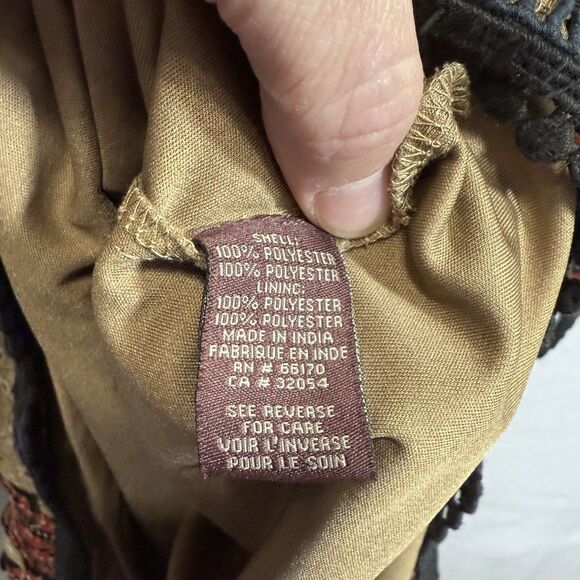 SHELL:
100% POLYESTER
100% POLYESTER
LINING:
100% POLYESTER
100% POLYESTER
MADE IN INDIA
FABRIQUE EN INDE
RN # 66170
CA # 32054
SEE REVERSE
FOR CARE
VOIR L'INVERSE
POUR LE SOIN